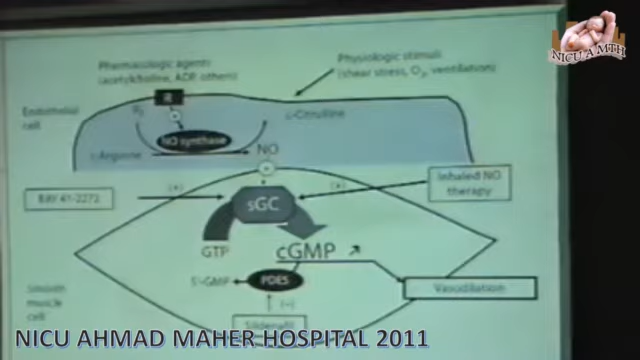 NICU A MTH
Pharmacologic agents
(acetylcholine, ADP, others)
Physiologic stimuli
(shear stress, O2, ventilation)
Endothelial
cell
R
O2
NO synthase
L-Citrulline
L-Arginine
NO
BAY 41-2272
(+)
sGC
(+)
Inhaled NO
therapy
GTP
cGMP
5'-GMP
PDE5
Vasodilation
(–)
Smooth
muscle
cell
Sildenafil
NICU AHMAD MAHER HOSPITAL 2011